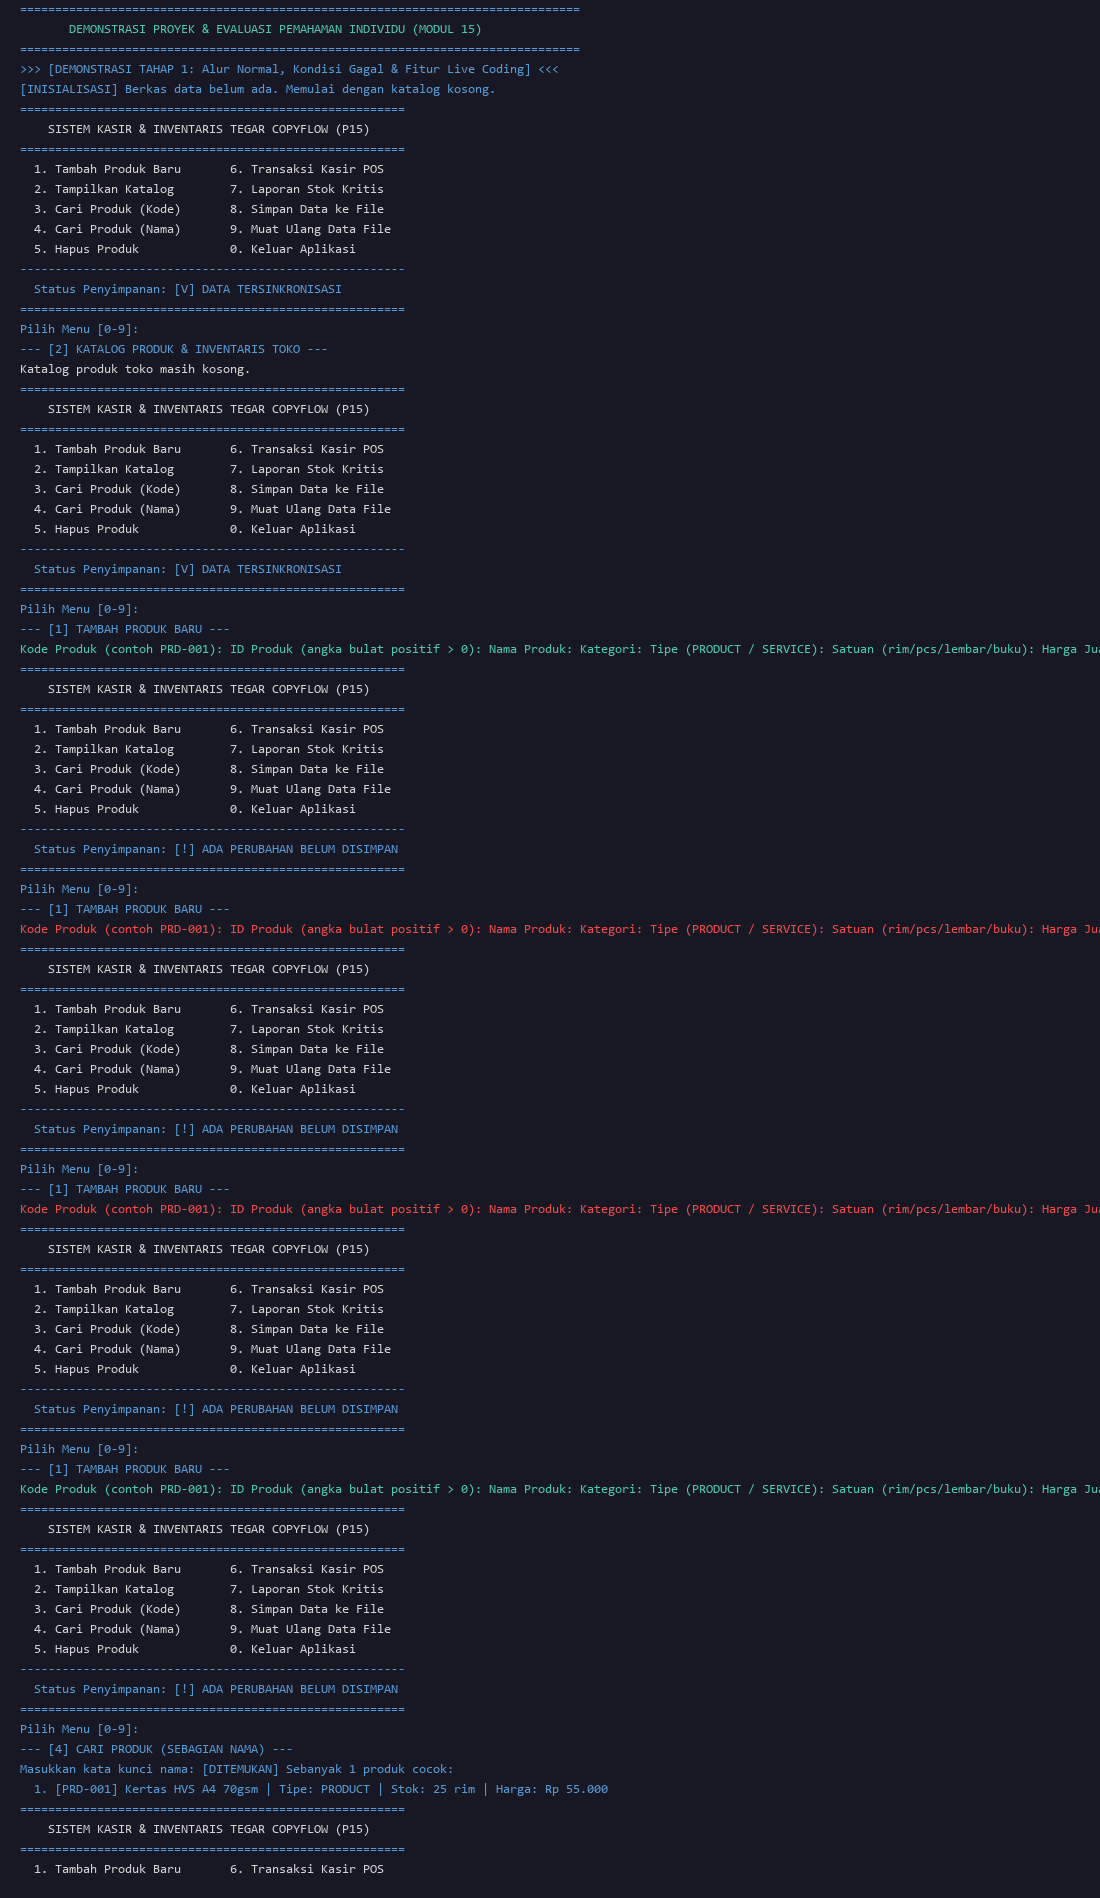 ================================================================================
DEMONSTRASI PROYEK & EVALUASI PEMAHAMAN INDIVIDU (MODUL 15)
================================================================================
>>> [DEMONSTRASI TAHAP 1: Alur Normal, Kondisi Gagal & Fitur Live Coding] <<<
[INISIALISASI] Berkas data belum ada. Memulai dengan katalog kosong.
=======================================================
SISTEM KASIR & INVENTARIS TEGAR COPYFLOW (P15)
=======================================================
1. Tambah Produk Baru       6. Transaksi Kasir POS
2. Tampilkan Katalog        7. Laporan Stok Kritis
3. Cari Produk (Kode)       8. Simpan Data ke File
4. Cari Produk (Nama)       9. Muat Ulang Data File
5. Hapus Produk             0. Keluar Aplikasi
-------------------------------------------------------
Status Penyimpanan: [V] DATA TERSINKRONISASI
=======================================================
Pilih Menu [0-9]:
--- [2] KATALOG PRODUK & INVENTARIS TOKO ---
Katalog produk toko masih kosong.
=======================================================
SISTEM KASIR & INVENTARIS TEGAR COPYFLOW (P15)
=======================================================
1. Tambah Produk Baru       6. Transaksi Kasir POS
2. Tampilkan Katalog        7. Laporan Stok Kritis
3. Cari Produk (Kode)       8. Simpan Data ke File
4. Cari Produk (Nama)       9. Muat Ulang Data File
5. Hapus Produk             0. Keluar Aplikasi
-------------------------------------------------------
Status Penyimpanan: [V] DATA TERSINKRONISASI
=======================================================
Pilih Menu [0-9]:
--- [1] TAMBAH PRODUK BARU ---
Kode Produk (contoh PRD-001): ID Produk (angka bulat positif > 0): Nama Produk: Kategori: Tipe (PRODUCT / SERVICE): Satuan (rim/pcs/lembar/buku): Harga Jua
=======================================================
SISTEM KASIR & INVENTARIS TEGAR COPYFLOW (P15)
=======================================================
1. Tambah Produk Baru       6. Transaksi Kasir POS
2. Tampilkan Katalog        7. Laporan Stok Kritis
3. Cari Produk (Kode)       8. Simpan Data ke File
4. Cari Produk (Nama)       9. Muat Ulang Data File
5. Hapus Produk             0. Keluar Aplikasi
-------------------------------------------------------
Status Penyimpanan: [!] ADA PERUBAHAN BELUM DISIMPAN
=======================================================
Pilih Menu [0-9]:
--- [1] TAMBAH PRODUK BARU ---
Kode Produk (contoh PRD-001): ID Produk (angka bulat positif > 0): Nama Produk: Kategori: Tipe (PRODUCT / SERVICE): Satuan (rim/pcs/lembar/buku): Harga Jua
=======================================================
SISTEM KASIR & INVENTARIS TEGAR COPYFLOW (P15)
=======================================================
1. Tambah Produk Baru       6. Transaksi Kasir POS
2. Tampilkan Katalog        7. Laporan Stok Kritis
3. Cari Produk (Kode)       8. Simpan Data ke File
4. Cari Produk (Nama)       9. Muat Ulang Data File
5. Hapus Produk             0. Keluar Aplikasi
-------------------------------------------------------
Status Penyimpanan: [!] ADA PERUBAHAN BELUM DISIMPAN
=======================================================
Pilih Menu [0-9]:
--- [1] TAMBAH PRODUK BARU ---
Kode Produk (contoh PRD-001): ID Produk (angka bulat positif > 0): Nama Produk: Kategori: Tipe (PRODUCT / SERVICE): Satuan (rim/pcs/lembar/buku): Harga Jua
=======================================================
SISTEM KASIR & INVENTARIS TEGAR COPYFLOW (P15)
=======================================================
1. Tambah Produk Baru       6. Transaksi Kasir POS
2. Tampilkan Katalog        7. Laporan Stok Kritis
3. Cari Produk (Kode)       8. Simpan Data ke File
4. Cari Produk (Nama)       9. Muat Ulang Data File
5. Hapus Produk             0. Keluar Aplikasi
-------------------------------------------------------
Status Penyimpanan: [!] ADA PERUBAHAN BELUM DISIMPAN
=======================================================
Pilih Menu [0-9]:
--- [1] TAMBAH PRODUK BARU ---
Kode Produk (contoh PRD-001): ID Produk (angka bulat positif > 0): Nama Produk: Kategori: Tipe (PRODUCT / SERVICE): Satuan (rim/pcs/lembar/buku): Harga Jua
=======================================================
SISTEM KASIR & INVENTARIS TEGAR COPYFLOW (P15)
=======================================================
1. Tambah Produk Baru       6. Transaksi Kasir POS
2. Tampilkan Katalog        7. Laporan Stok Kritis
3. Cari Produk (Kode)       8. Simpan Data ke File
4. Cari Produk (Nama)       9. Muat Ulang Data File
5. Hapus Produk             0. Keluar Aplikasi
-------------------------------------------------------
Status Penyimpanan: [!] ADA PERUBAHAN BELUM DISIMPAN
=======================================================
Pilih Menu [0-9]:
--- [4] CARI PRODUK (SEBAGIAN NAMA) ---
Masukkan kata kunci nama: [DITEMUKAN] Sebanyak 1 produk cocok:
1. [PRD-001] Kertas HVS A4 70gsm | Tipe: PRODUCT | Stok: 25 rim | Harga: Rp 55.000
=======================================================
SISTEM KASIR & INVENTARIS TEGAR COPYFLOW (P15)
=======================================================
1. Tambah Produk Baru       6. Transaksi Kasir POS